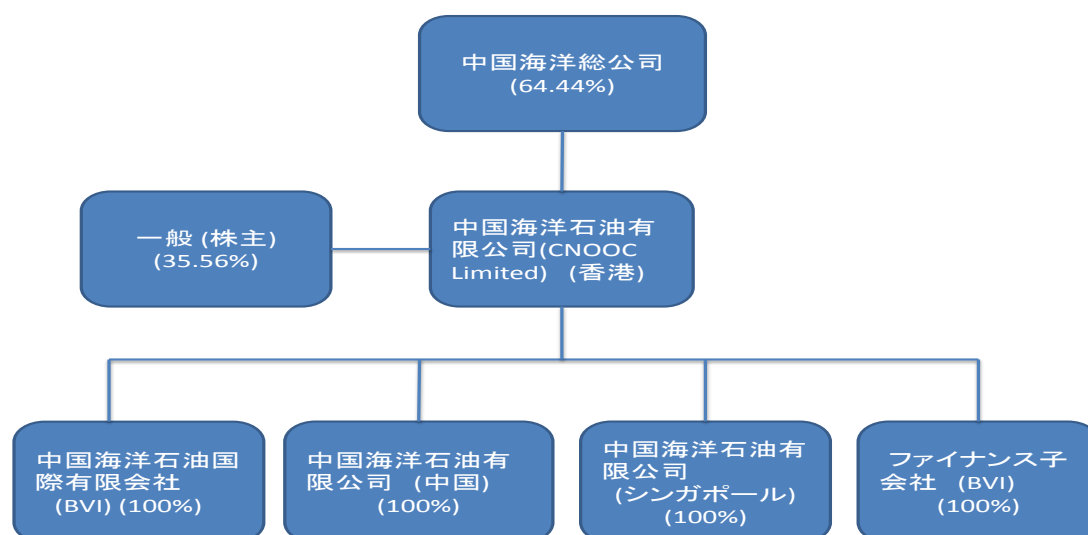 中国海洋総公司
(64.44%)
一般 (株主)
(35.56%)
中国海洋石油有
限公司(CNOOC
Limited) (香港)
中国海洋石油国
際有限会社
(BVI) (100%)
中国海洋石油有
限公司 (中国)
(100%)
中国海洋石油有
限公司
(シンガポール)
(100%)
ファイナンス子
会社 (BVI)
(100%)